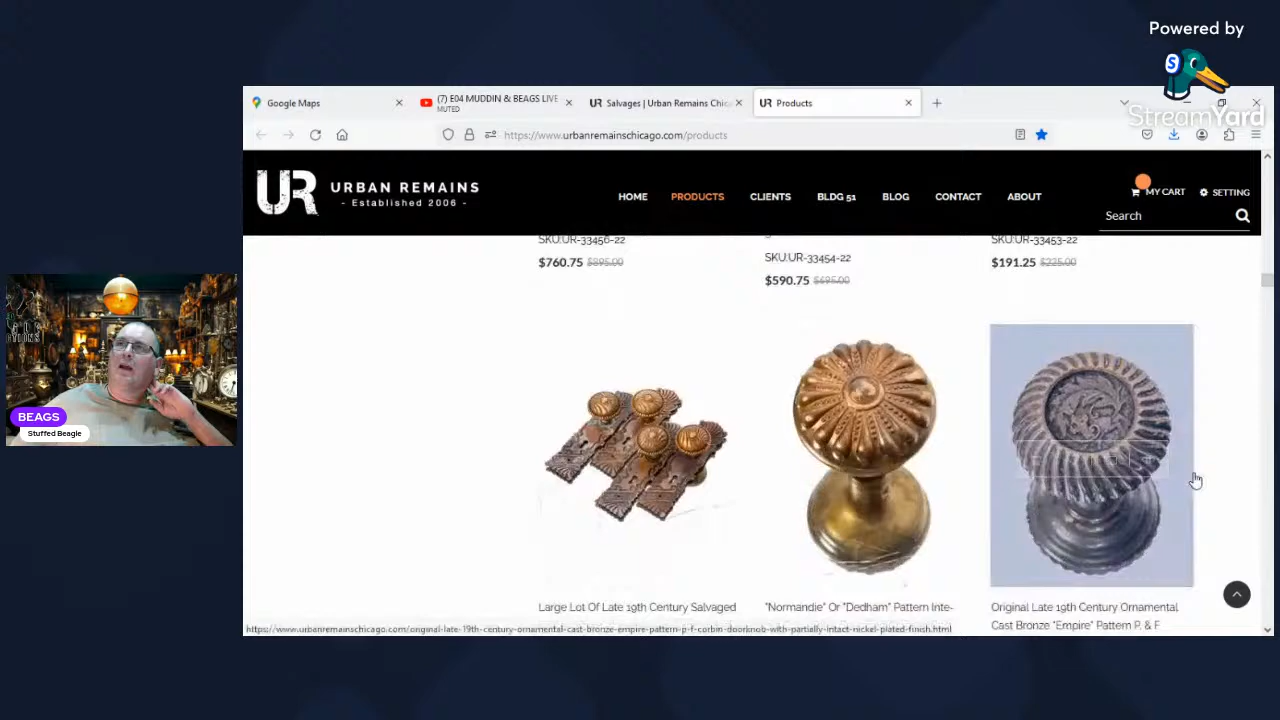 Powered by
StreamYard
Google Maps
(7) E04 MUDDIN & BEAGS LIVE
MUTED
UR Salvages | Urban Remains Chic
UR Products
https://www.urbanremainschicago.com/products
UR URBAN REMAINS
- Established 2006 -
HOME PRODUCTS CLIENTS BLDG 51 BLOG CONTACT ABOUT
MY CART SETTING
Search
SKU:UR-33456-22
$760.75 $895.00
SKU:UR-33454-22
$590.75 $695.00
SKU:UR-33453-22
$191.25 $225.00
Large Lot Of Late 19th Century Salvaged
"Normandie" Or "Dedham" Pattern Inte-
Original Late 19th Century Ornamental
Cast Bronze "Empire" Pattern P. & F
https://www.urbanremainschicago.com/original-late-19th-century-ornamental-cast-bronze-empire-pattern-p-f-corbin-doorknob-with-partially-intact-nickel-plated-finish.html
BEAGS
Stuffed Beagle